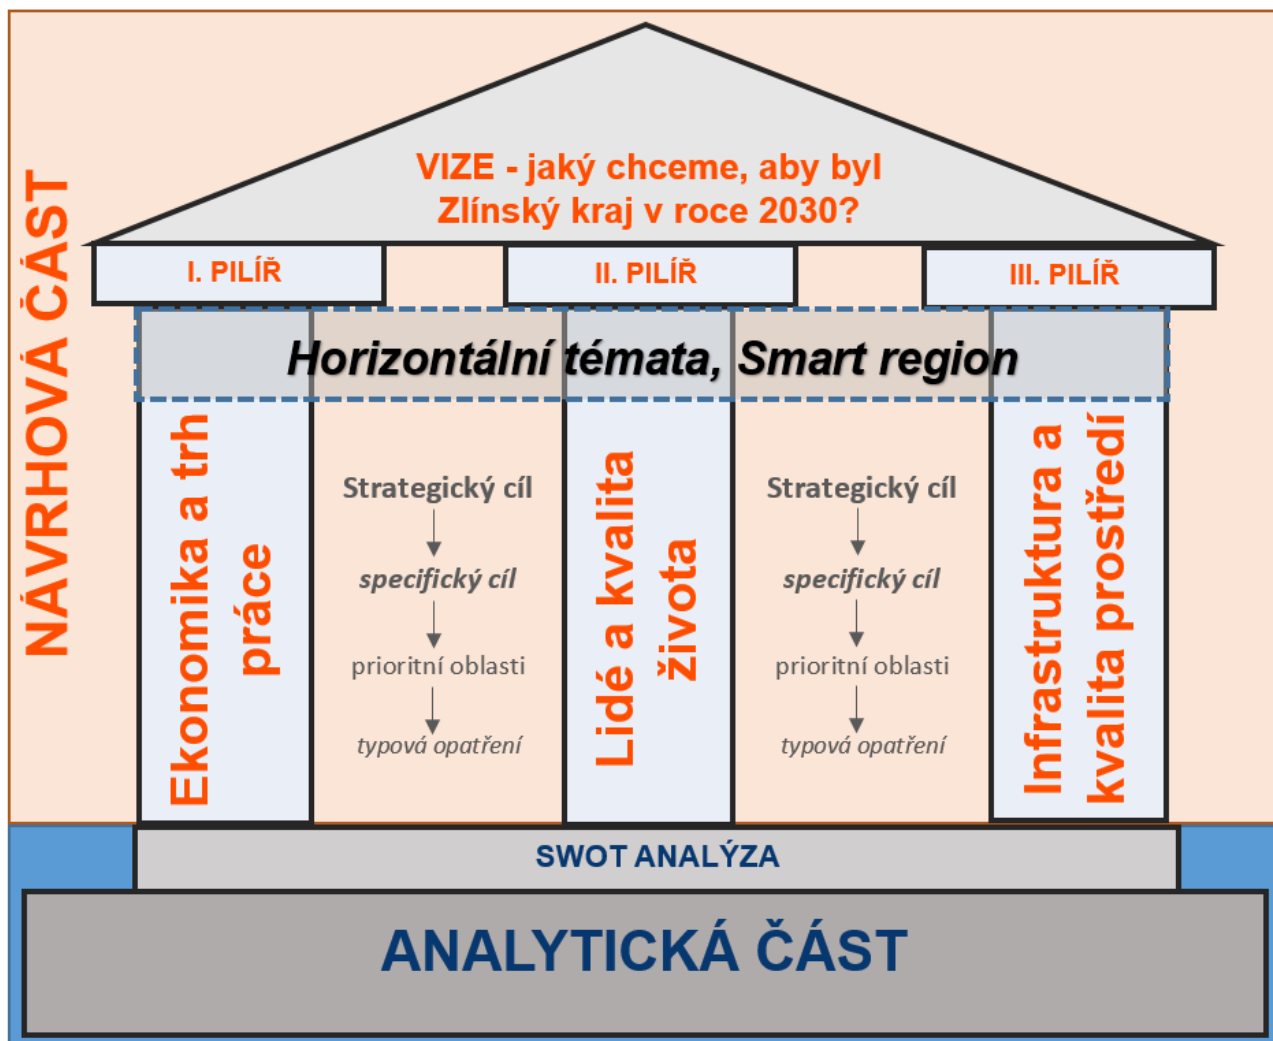 NÁVRHOVÁ ČÁST
VIZE - jaký chceme, aby byl
Zlínský kraj v roce 2030?
I. PILÍŘ
II. PILÍŘ
III. PILÍŘ
Horizontální témata, Smart region
Ekonomika a trh
práce
Strategický cíl
specifický cíl
prioritní oblasti
typová opatření
Lidé a kvalita
života
Strategický cíl
specifický cíl
prioritní oblasti
typová opatření
Infrastruktura a
kvalita prostředí
SWOT ANALÝZA
ANALYTICKÁ ČÁST